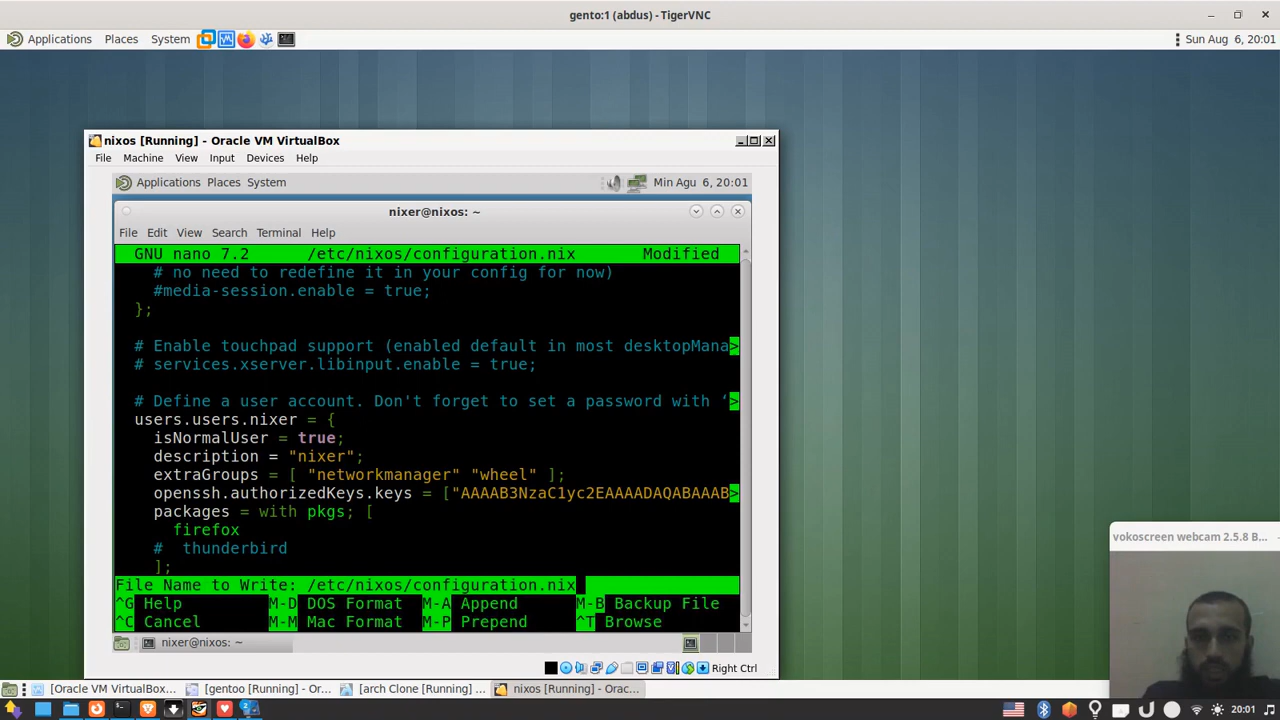 gento:1 (abdus) - TigerVNC
Applications Places System Sun Aug 6, 20:01
nixos [Running] - Oracle VM VirtualBox
File Machine View Input Devices Help
Applications Places System Min Agu 6, 20:01
nixer@nixos: ~
File Edit View Search Terminal Help
GNU nano 7.2 /etc/nixos/configuration.nix Modified
# no need to redefine it in your config for now)
#media-session.enable = true;
};
# Enable touchpad support (enabled default in most desktopMana>
# services.xserver.libinput.enable = true;
# Define a user account. Don't forget to set a password with ‘>
users.users.nixer = {
isNormalUser = true;
description = "nixer";
extraGroups = [ "networkmanager" "wheel" ];
openssh.authorizedKeys.keys = ["AAAAB3NzaC1yc2EAAAADAQABAAAB>
packages = with pkgs; [
firefox
# thunderbird
];
File Name to Write: /etc/nixos/configuration.nix
^G Help M-D DOS Format M-A Append M-B Backup File
^C Cancel M-M Mac Format M-P Prepend ^T Browse
nixer@nixos: ~
Right Ctrl
vokoscreen webcam 2.5.8 B...
[Oracle VM VirtualBox... [gentoo [Running] - Or... [arch Clone [Running] ... nixos [Running] - Orac...
20:01